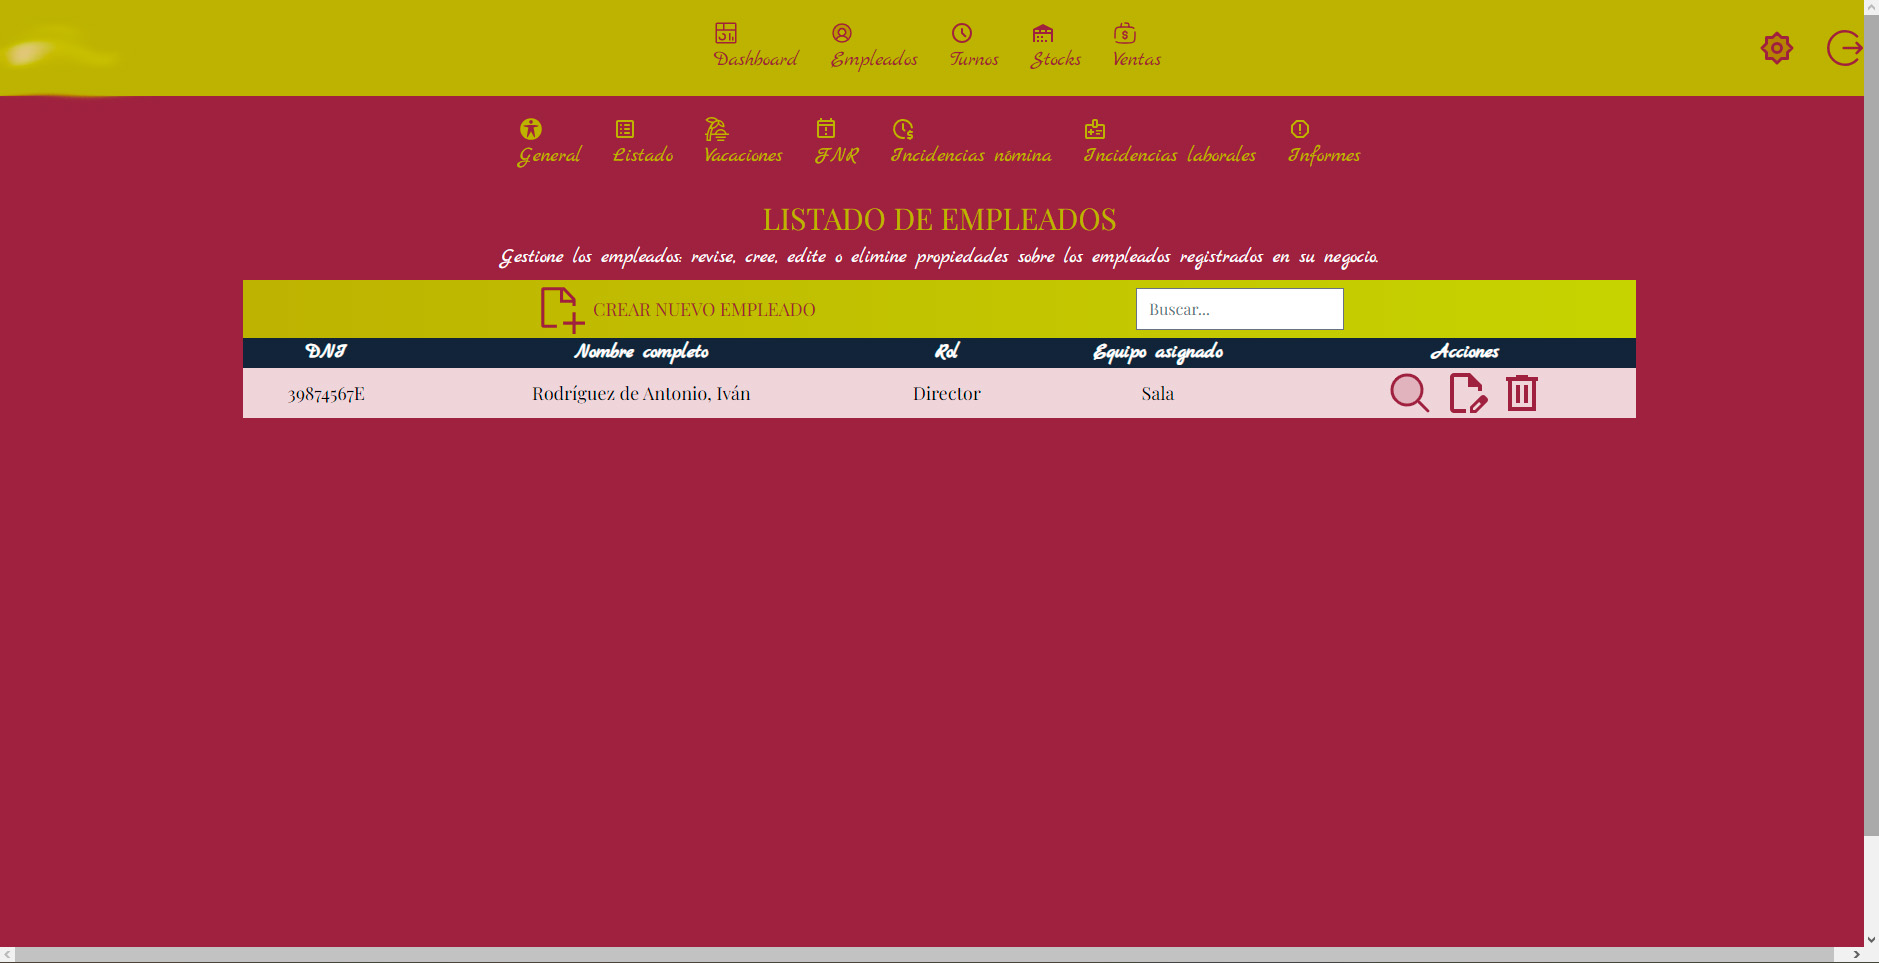 Dashboard Empleados Turnos Stocks Ventas
General Listado Vacaciones FNR Incidencias nómina Incidencias laborales Informes
LISTADO DE EMPLEADOS
Gestione los empleados: revise, cree, edite o elimine propiedades sobre los empleados registrados en su negocio.
CREAR NUEVO EMPLEADO Buscar...
DNI Nombre completo Rol Equipo asignado Acciones
39874567E Rodríguez de Antonio, Iván Director Sala